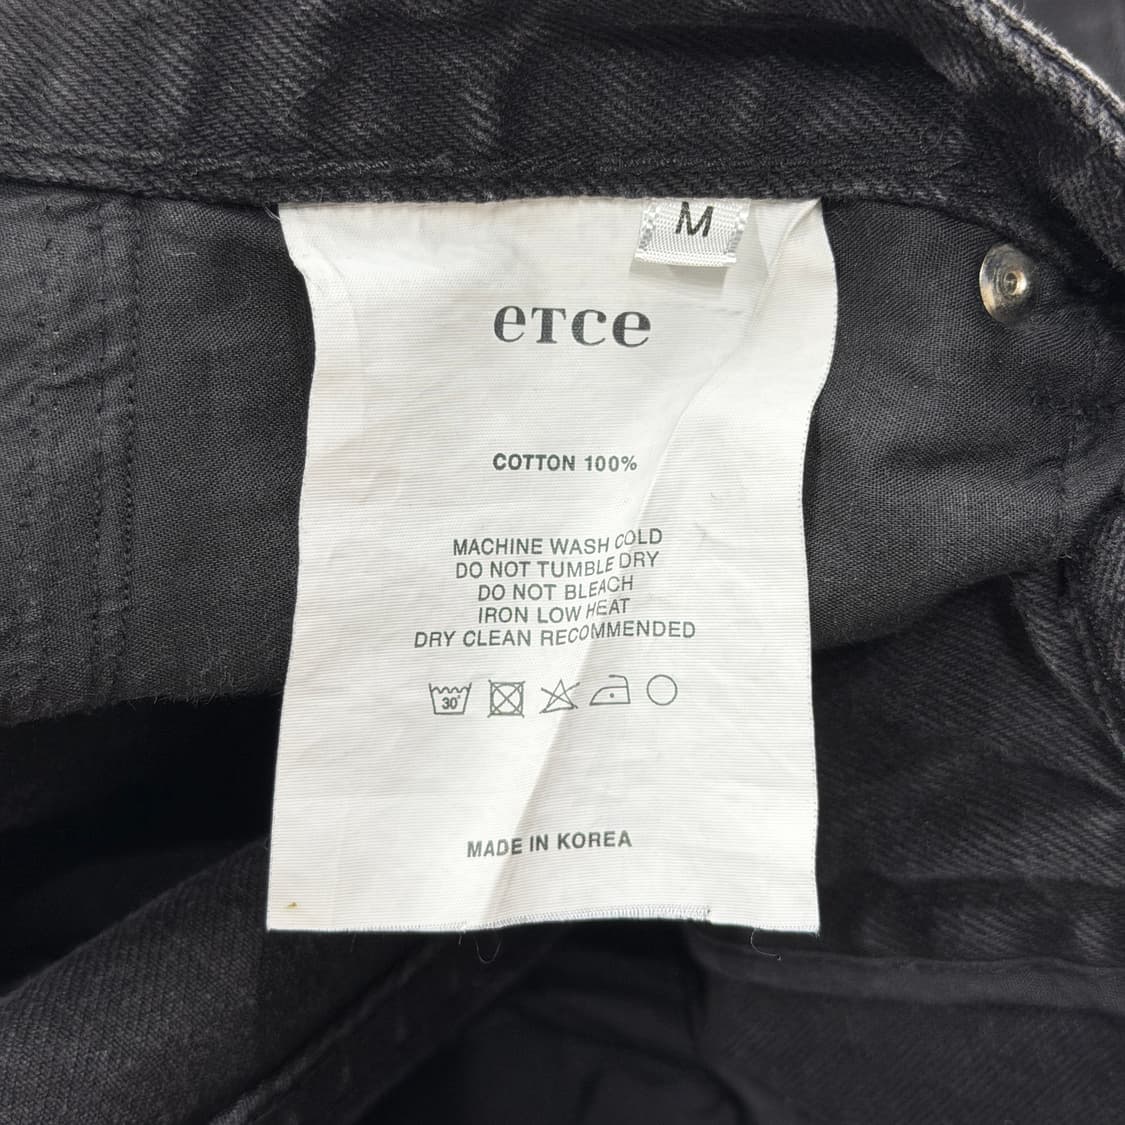 M
eTce
COTTON 100%
MACHINE WASH COLD
DO NOT TUMBLE DRY
DO NOT BLEACH
IRON LOW HEAT
DRY CLEAN RECOMMENDED
30°
MADE IN KOREA